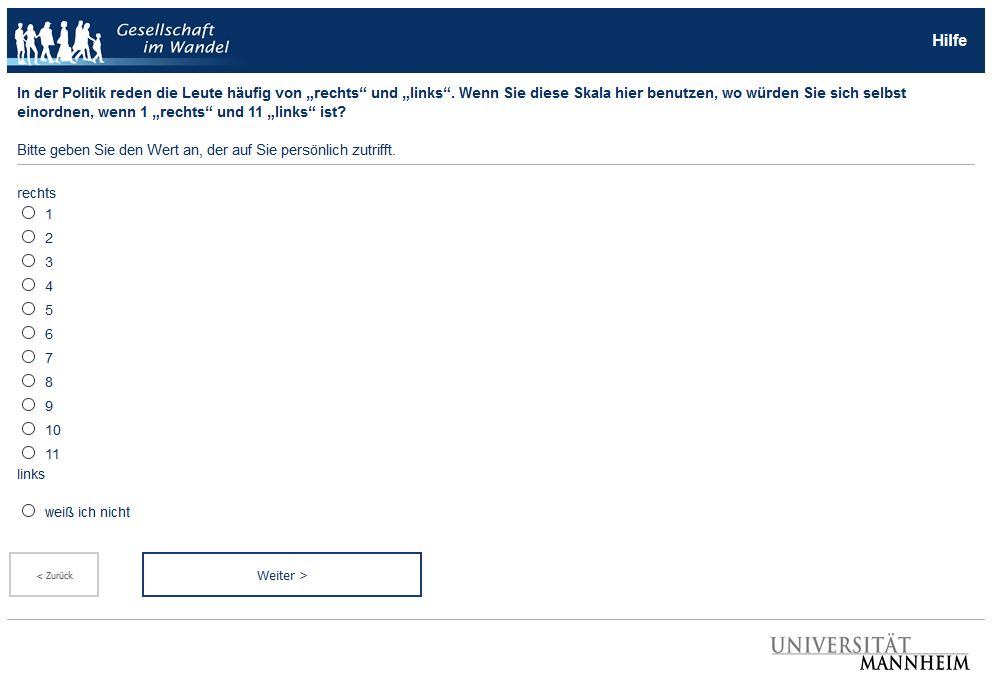 Gesellschaft
im Wandel
Hilfe
In der Politik reden die Leute häufig von „rechts“ und „links“. Wenn Sie diese Skala hier benutzen, wo würden Sie sich selbst
einordnen, wenn 1 „rechts“ und 11 „links“ ist?
Bitte geben Sie den Wert an, der auf Sie persönlich zutrifft.
rechts
1
2
3
4
5
6
7
8
9
10
11
links
weiß ich nicht
< Zurück
Weiter >
UNIVERSITÄT
MANNHEIM